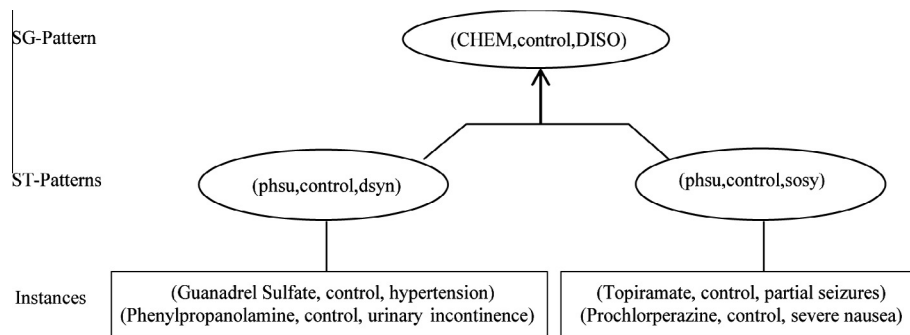 SG-Pattern
(CHEM,control,DISO)
ST-Patterns
(phsu,control,dsyn)
(phsu,control,sosy)
Instances
(Guanadrel Sulfate, control, hypertension)
(Phenylpropanolamine, control, urinary incontinence)
(Topiramate, control, partial seizures)
(Prochlorperazine, control, severe nausea)